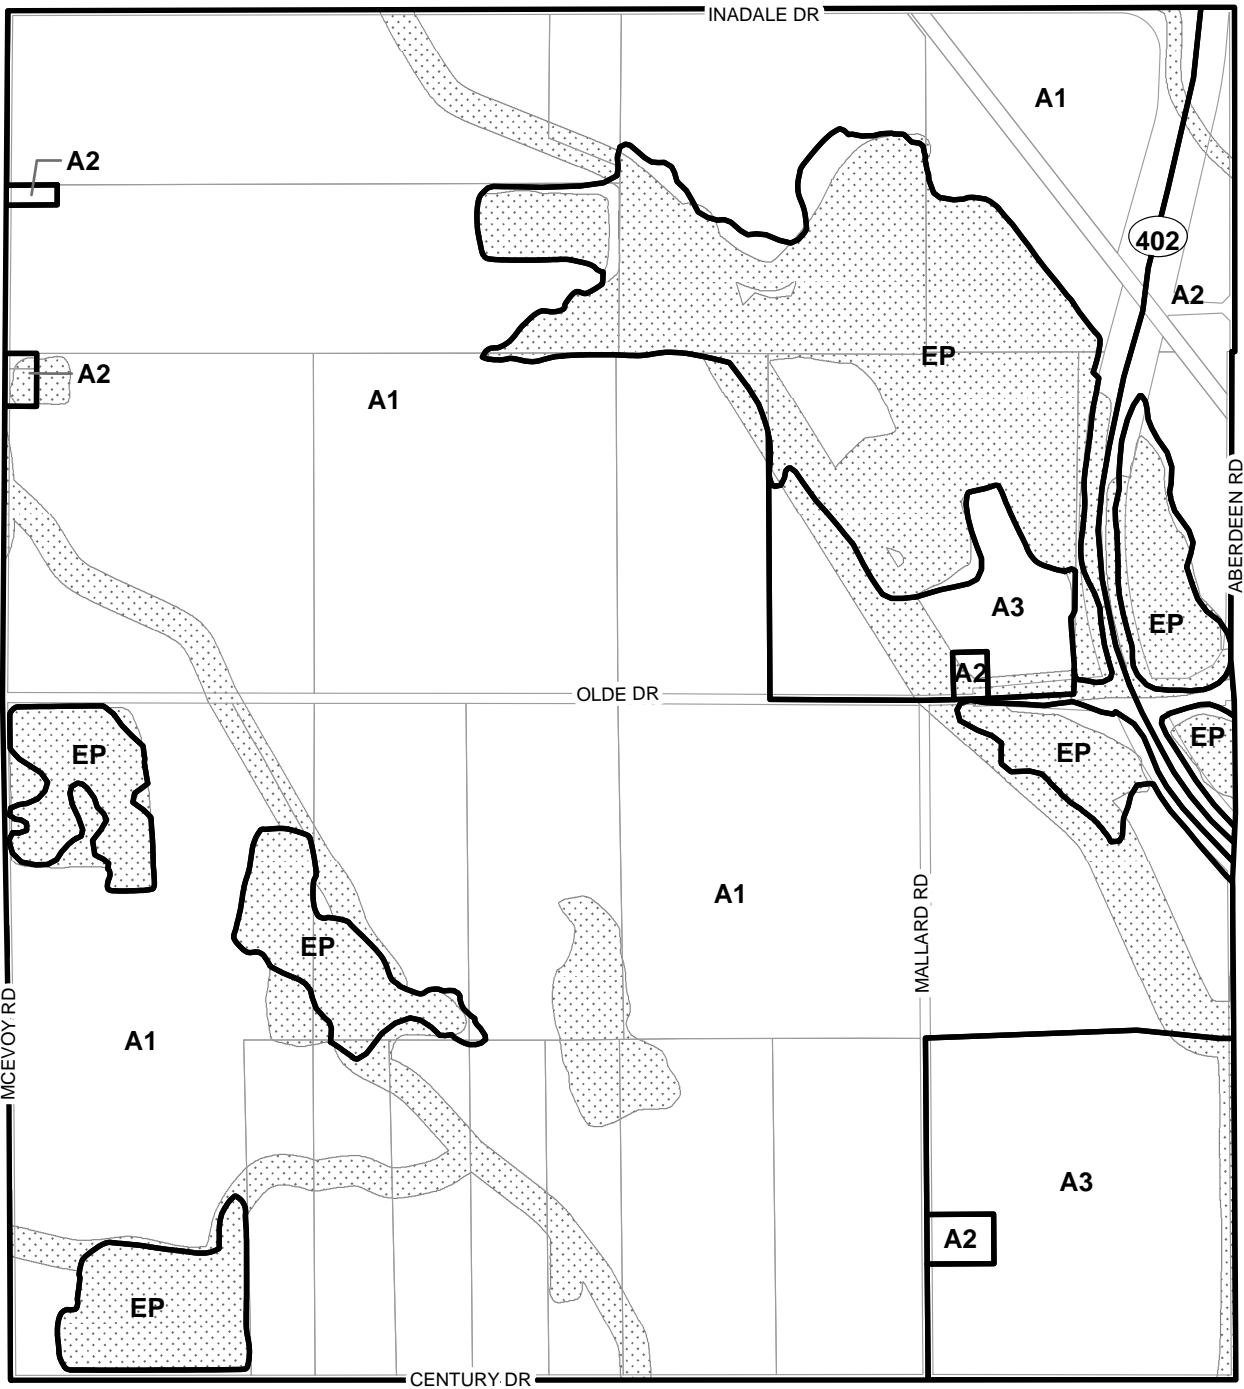 INADALE DR
A1
A2
402
A2
EP
A2
A1
ABERDEEN RD
A3
EP
A2
OLDE DR
EP
EP
EP
A1
MALLARD RD
EP
MCEVOY RD
A1
A3
A2
EP
CENTURY DR